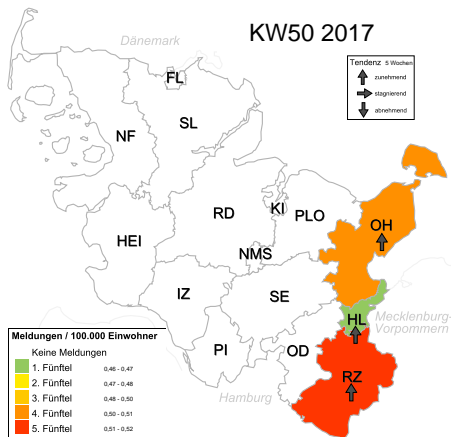 KW50 2017
Dänemark
Tendenz 5 Wochen
zunehmend
stagnierend
abnehmend
FL
NF
SL
HEI
RD
KI
PLO
OH
NMS
IZ
SE
HL
Mecklenburg-
Vorpommern
PI
OD
RZ
Hamburg
Meldungen / 100.000 Einwohner
Keine Meldungen
1. Fünftel 0,46 - 0,47
2. Fünftel 0,47 - 0,48
3. Fünftel 0,48 - 0,50
4. Fünftel 0,50 - 0,51
5. Fünftel 0,51 - 0,52